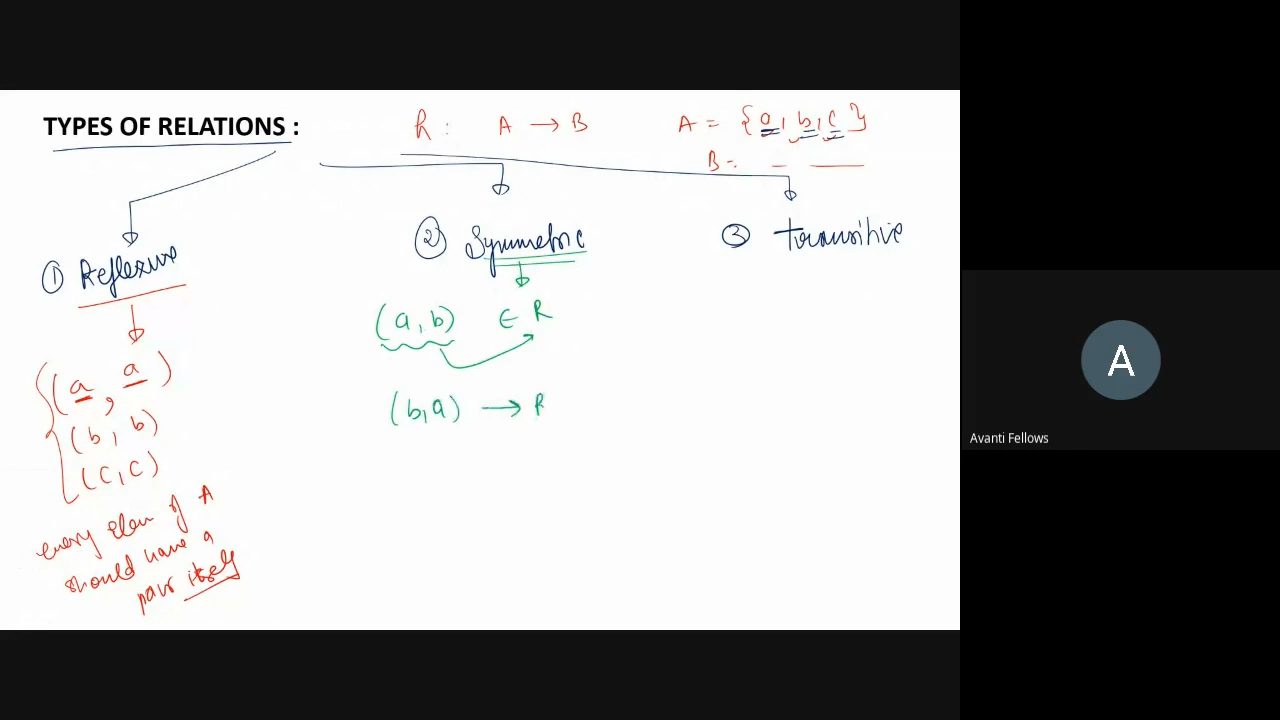 TYPES OF RELATIONS :
R : A → B
A = {a, b, c}
B =
① Reflexive
(a, a)
(b, b)
(c, c)
every elem of A
should have a
pair itself
② Symmetric
(a, b) ∈ R
(b, a) → R
③ transitive
A
Avanti Fellows